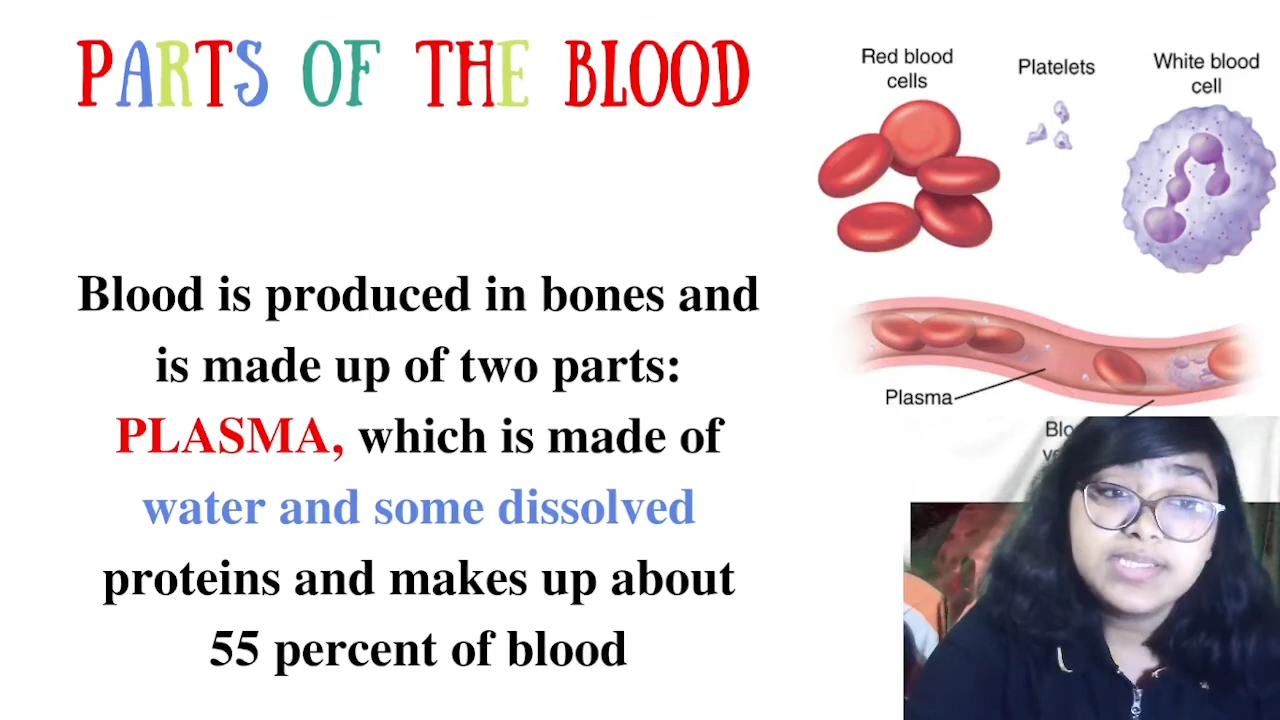 PARTS OF THE BLOOD
Red blood
cells
Platelets
White blood
cell
Blood is produced in bones and
is made up of two parts:
PLASMA, which is made of
water and some dissolved
proteins and makes up about
55 percent of blood
Plasma